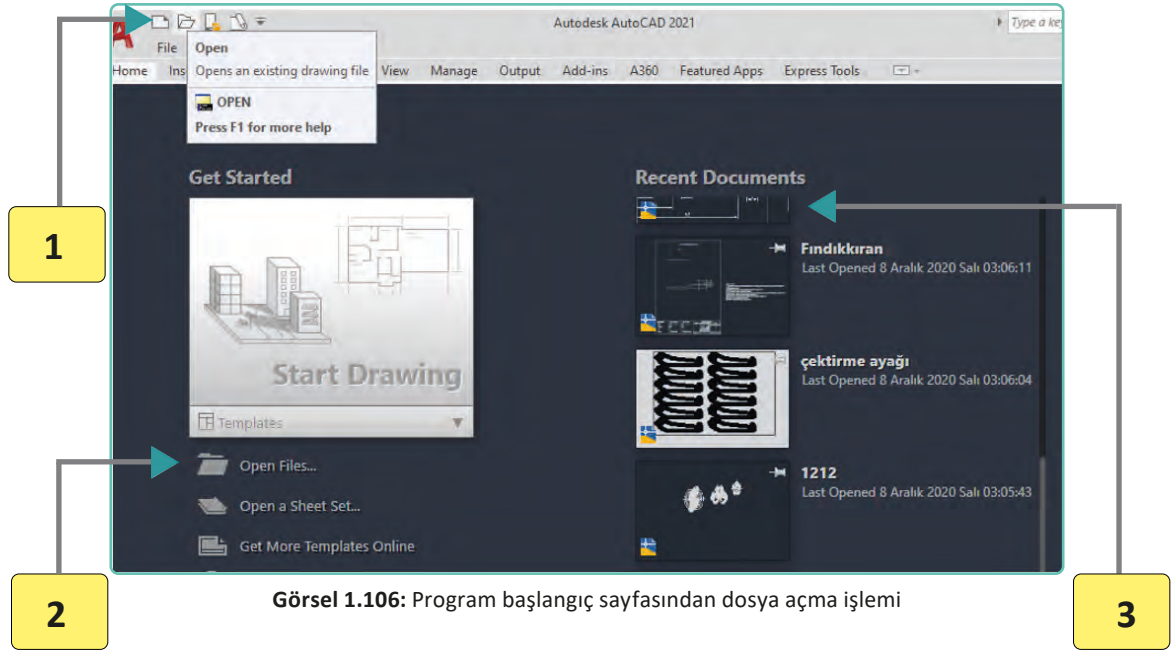 Autodesk AutoCAD 2021
Type a key
File
Open
Opens an existing drawing file
OPEN
Press F1 for more help
Home Ins View Manage Output Add-ins A360 Featured Apps Express Tools
Get Started
Start Drawing
Templates
Open Files...
Open a Sheet Set...
Get More Templates Online
Recent Documents
Fındıkkıran
Last Opened 8 Aralık 2020 Salı 03:06:11
çektirme ayağı
Last Opened 8 Aralık 2020 Salı 03:06:04
1212
Last Opened 8 Aralık 2020 Salı 03:05:43
1
2
3
Görsel 1.106: Program başlangıç sayfasından dosya açma işlemi